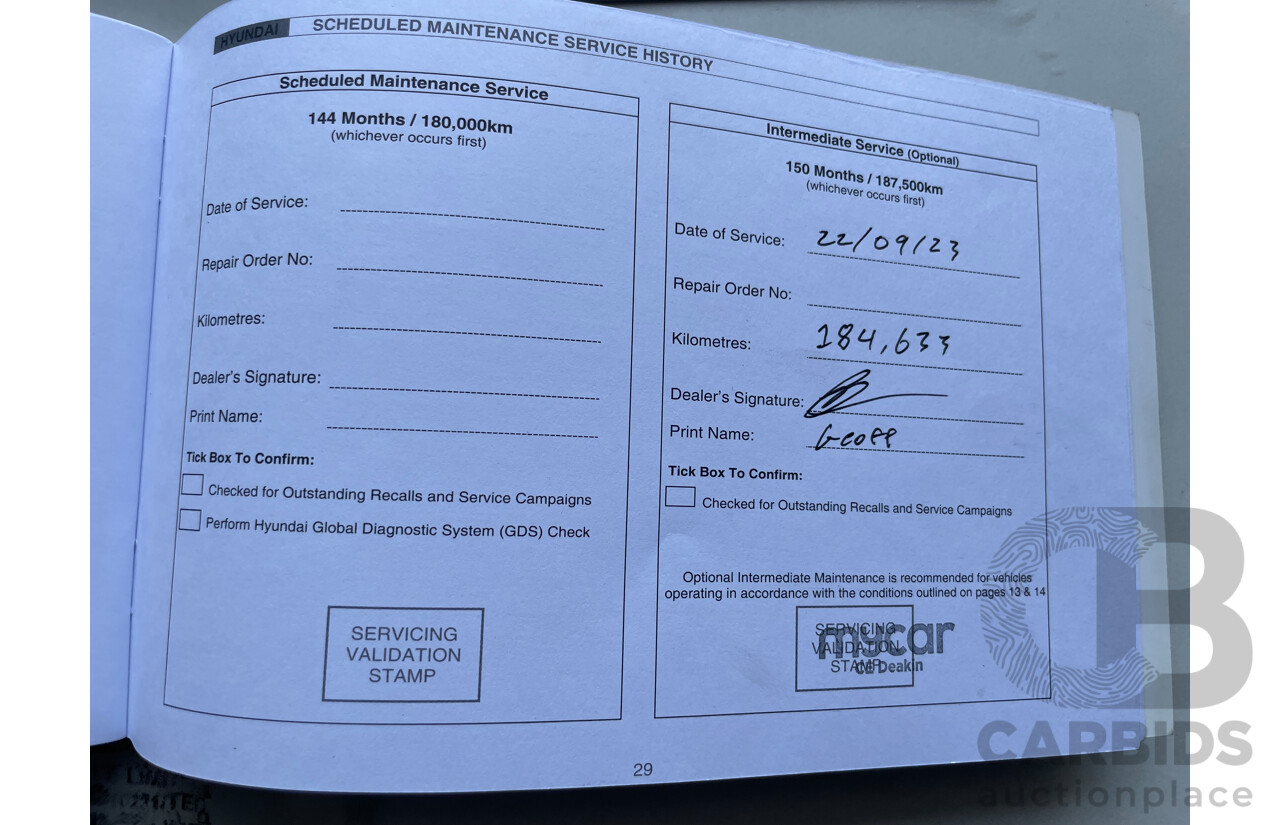 HYUNDAI SCHEDULED MAINTENANCE SERVICE HISTORY
Scheduled Maintenance Service
144 Months / 180,000km
(whichever occurs first)
Date of Service:
Repair Order No:
Kilometres:
Dealer's Signature:
Print Name:
Tick Box To Confirm:
Checked for Outstanding Recalls and Service Campaigns
Perform Hyundai Global Diagnostic System (GDS) Check
SERVICING
VALIDATION
STAMP
Intermediate Service (Optional)
150 Months / 187,500km
(whichever occurs first)
Date of Service: 22/09/23
Repair Order No:
Kilometres: 184,633
Dealer's Signature:
Print Name: Geoff
Tick Box To Confirm:
Checked for Outstanding Recalls and Service Campaigns
Optional Intermediate Maintenance is recommended for vehicles
operating in accordance with the conditions outlined on pages 13 & 14
SERVICING
VALIDATION
STAMP
mycar
Deakin
29
CB
CARBIDS
auctionplace